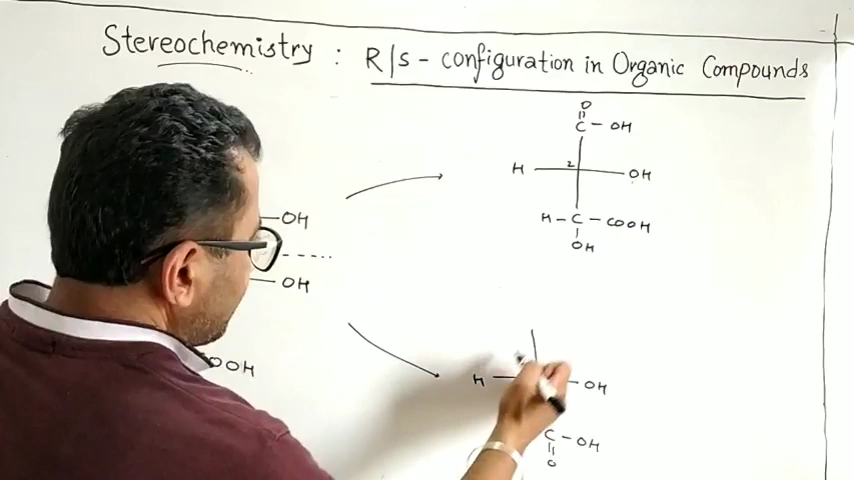 Stereochemistry : R/S - configuration in Organic Compounds
O
C - OH
2
H OH
H - C - COOH
OH
OH
OH
OOH
H OH
C - OH
O